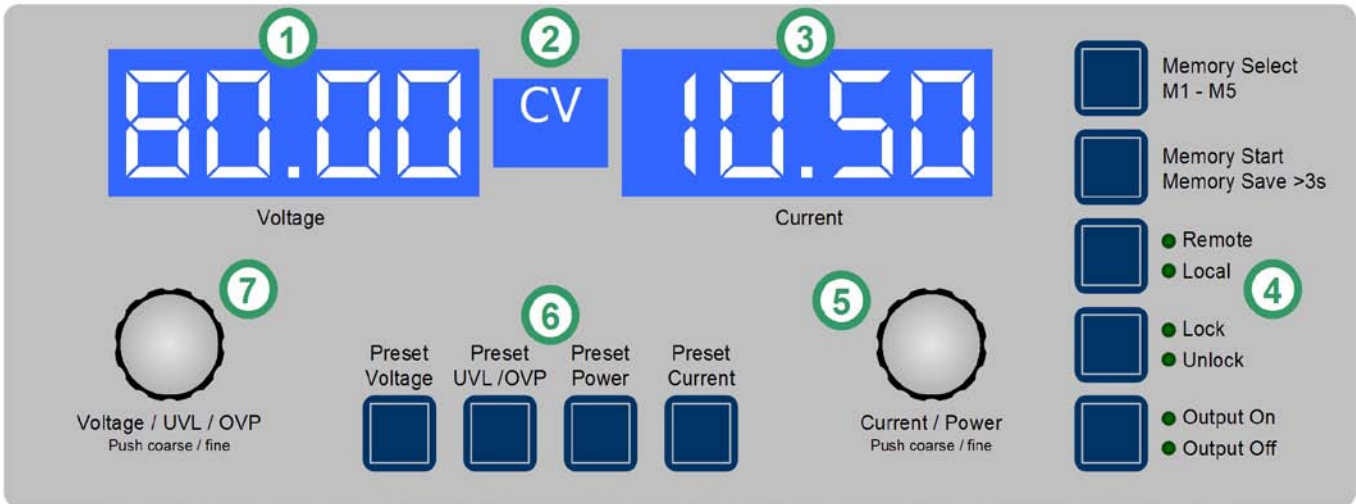 1
2
3
80.00
CV
10.50
Voltage
Current
Memory Select
M1 - M5
Memory Start
Memory Save >3s
Remote
Local
4
Lock
Unlock
Output On
Output Off
7
6
5
Preset
Voltage
Preset
UVL /OVP
Preset
Power
Preset
Current
Voltage / UVL / OVP
Push coarse / fine
Current / Power
Push coarse / fine